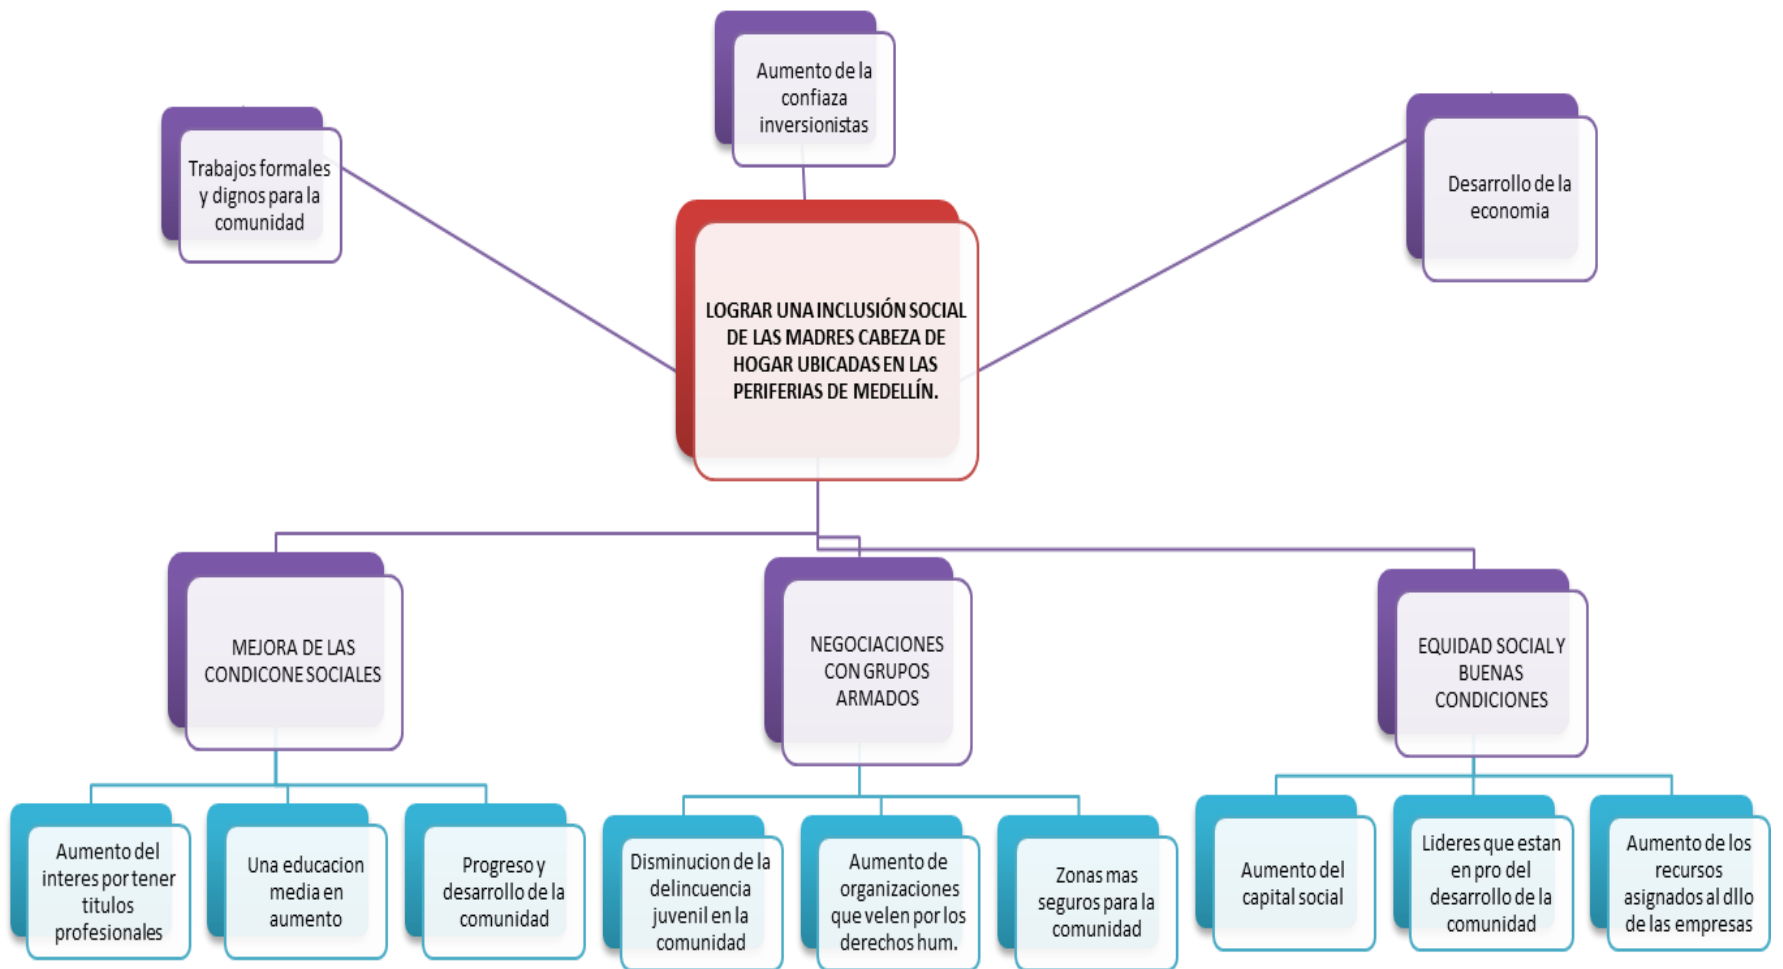 Aumento de la
confiaza
inversionistas
Trabajos formales
y dignos para la
comunidad
Desarrollo de la
economia
LOGRAR UNA INCLUSIÓN SOCIAL
DE LAS MADRES CABEZA DE
HOGAR UBICADAS EN LAS
PERIFERIAS DE MEDELLÍN.
MEJORA DE LAS
CONDICONE SOCIALES
NEGOCIACIONES
CON GRUPOS
ARMADOS
EQUIDAD SOCIAL Y
BUENAS
CONDICIONES
Aumento del
interes por tener
titulos
profesionales
Una educacion
media en
aumento
Progreso y
desarrollo de la
comunidad
Disminucion de la
delincuencia
juvenil en la
comunidad
Aumento de
organizaciones
que velen por los
derechos hum.
Zonas mas
seguros para la
comunidad
Aumento del
capital social
Lideres que estan
en pro del
desarrollo de la
comunidad
Aumento de los
recursos
asignados al dllo
de las empresas